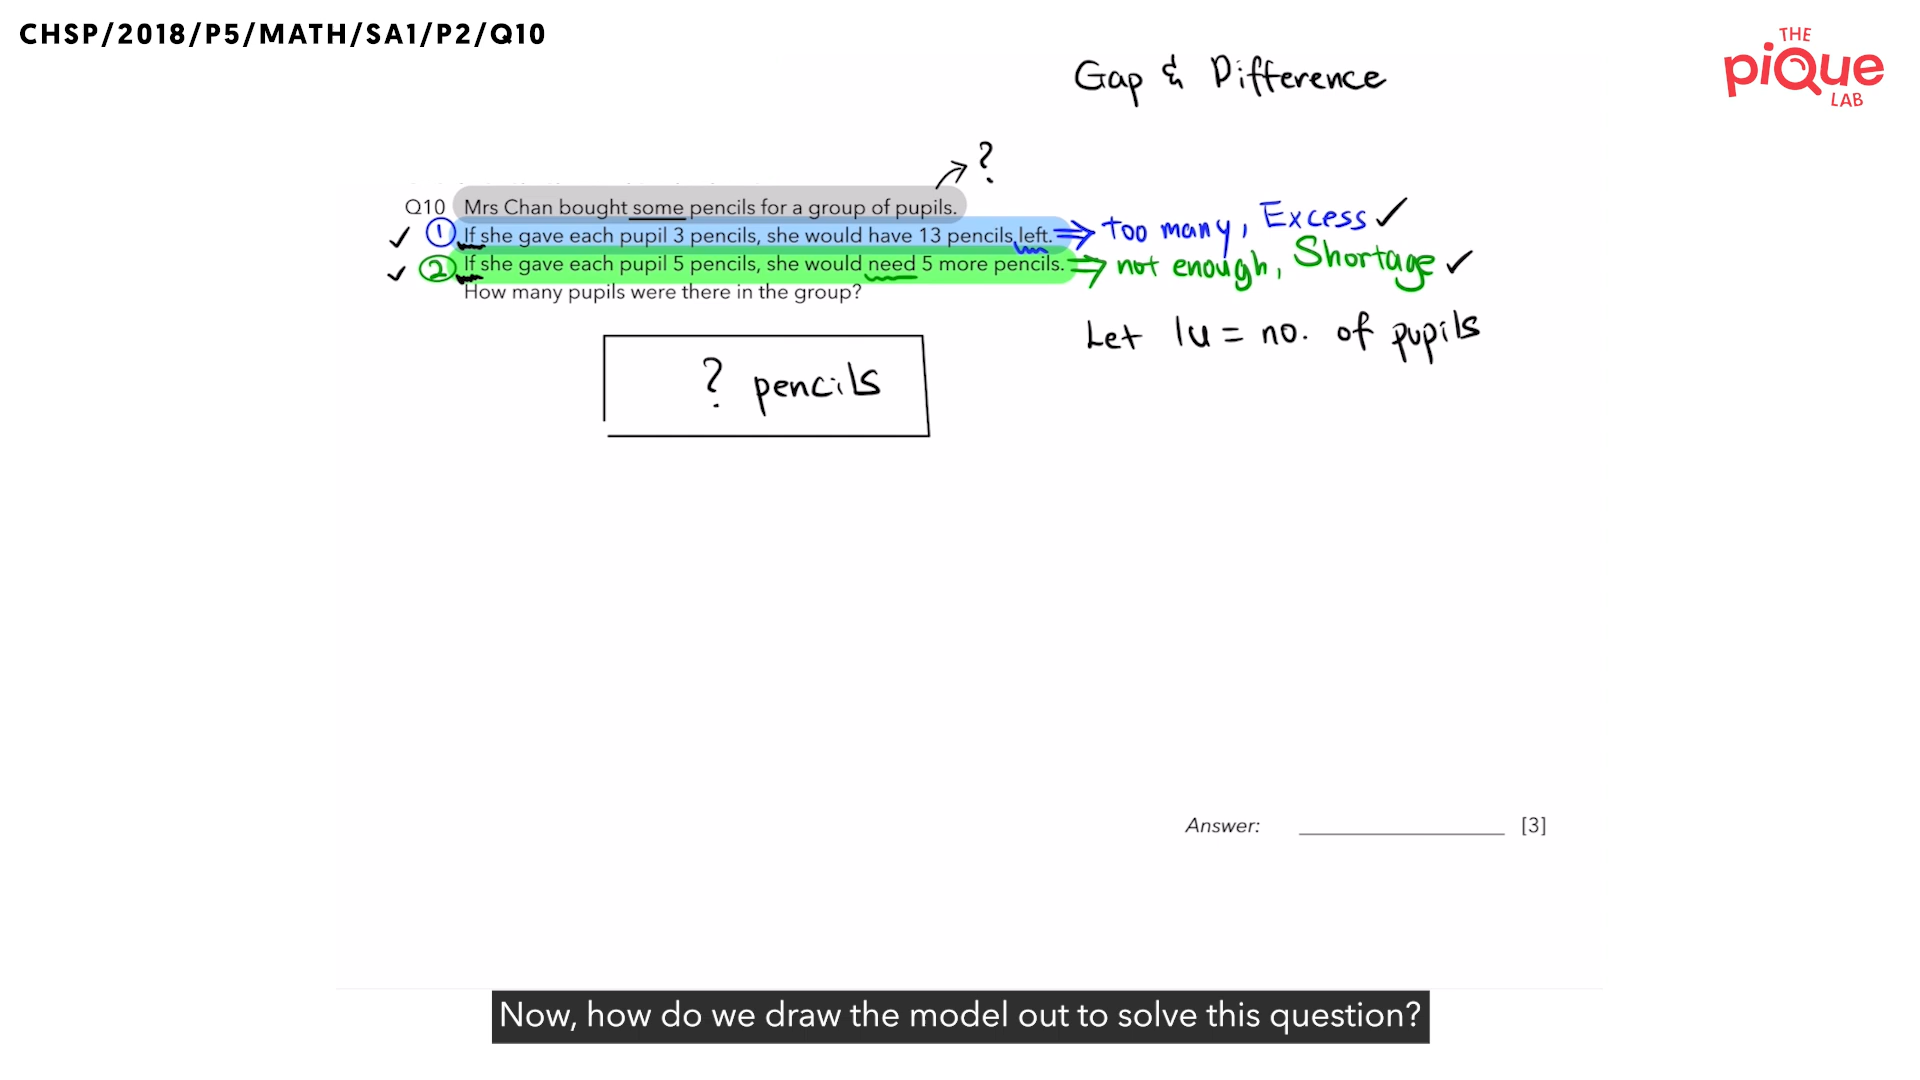 CHSP/2018/P5/MATH/SA1/P2/Q10
THE
piQue
LAB
Gap & Difference
?
Q10 Mrs Chan bought some pencils for a group of pupils.
① If she gave each pupil 3 pencils, she would have 13 pencils left. ⇒ too many, Excess ✓
② If she gave each pupil 5 pencils, she would need 5 more pencils. ⇒ not enough, Shortage ✓
How many pupils were there in the group?
Let 1u = no. of pupils
? pencils
Answer: ____________ [3]
Now, how do we draw the model out to solve this question?